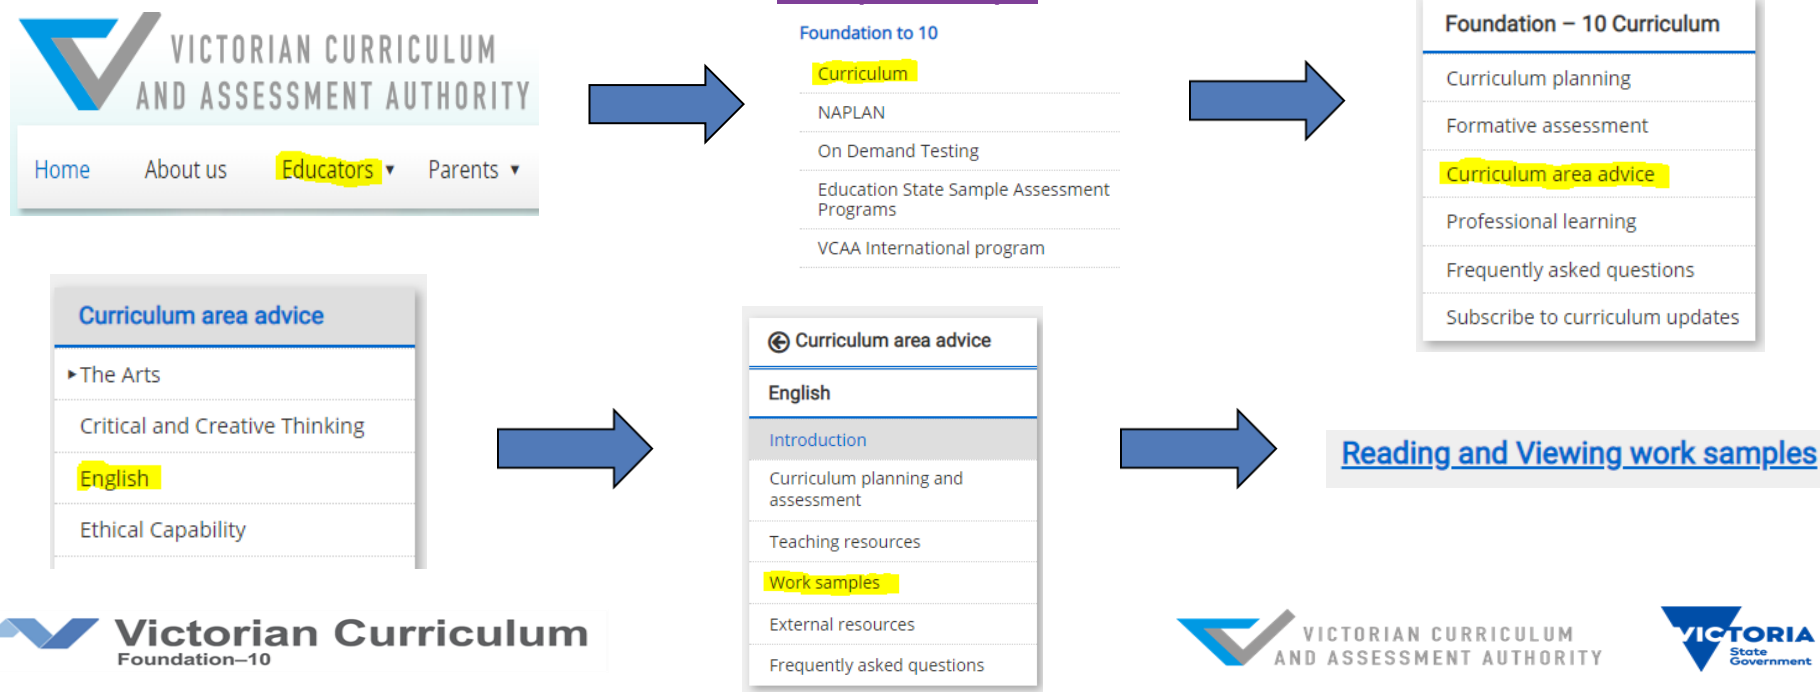 VICTORIAN CURRICULUM
AND ASSESSMENT AUTHORITY
Home About us Educators ▾ Parents ▾
Foundation to 10
Curriculum
NAPLAN
On Demand Testing
Education State Sample Assessment
Programs
VCAA International program
Foundation – 10 Curriculum
Curriculum planning
Formative assessment
Curriculum area advice
Professional learning
Frequently asked questions
Subscribe to curriculum updates
Curriculum area advice
The Arts
Critical and Creative Thinking
English
Ethical Capability
Curriculum area advice
English
Introduction
Curriculum planning and
assessment
Teaching resources
Work samples
External resources
Frequently asked questions
Reading and Viewing work samples
Victorian Curriculum
Foundation–10
VICTORIAN CURRICULUM
AND ASSESSMENT AUTHORITY
VICTORIA
State
Government